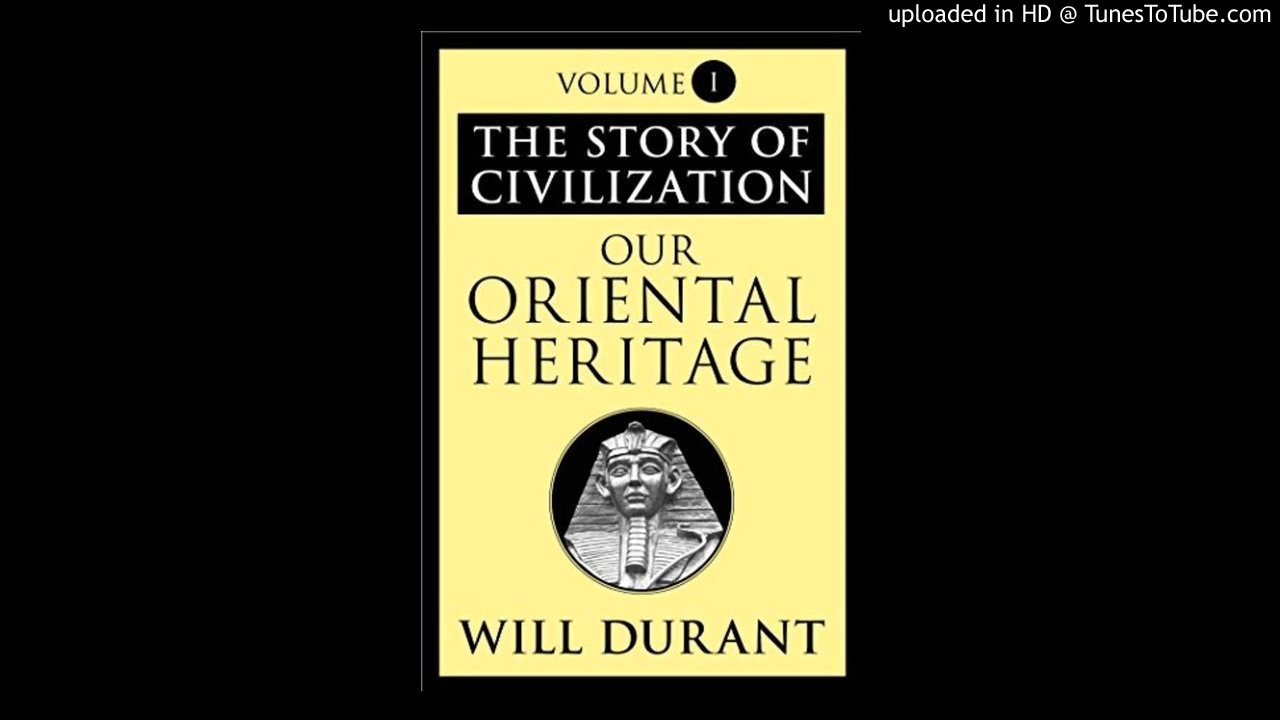 uploaded in HD @ TunesToTube.com
VOLUME I
THE STORY OF
CIVILIZATION
OUR
ORIENTAL
HERITAGE
WILL DURANT